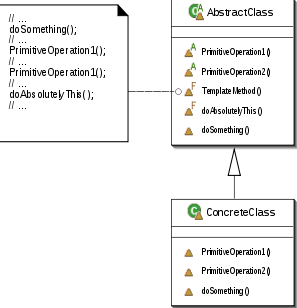 // ...
doSomething();
// ...
PrimitiveOperation1();
// ...
PrimitiveOperation1();
// ...
doAbsolutelyThis();
// ...
AbstractClass
PrimitiveOperation1()
PrimitiveOperation2()
TemplateMethod()
doAbsolutelyThis()
doSomething()
ConcreteClass
PrimitiveOperation1()
PrimitiveOperation2()
doSomething()